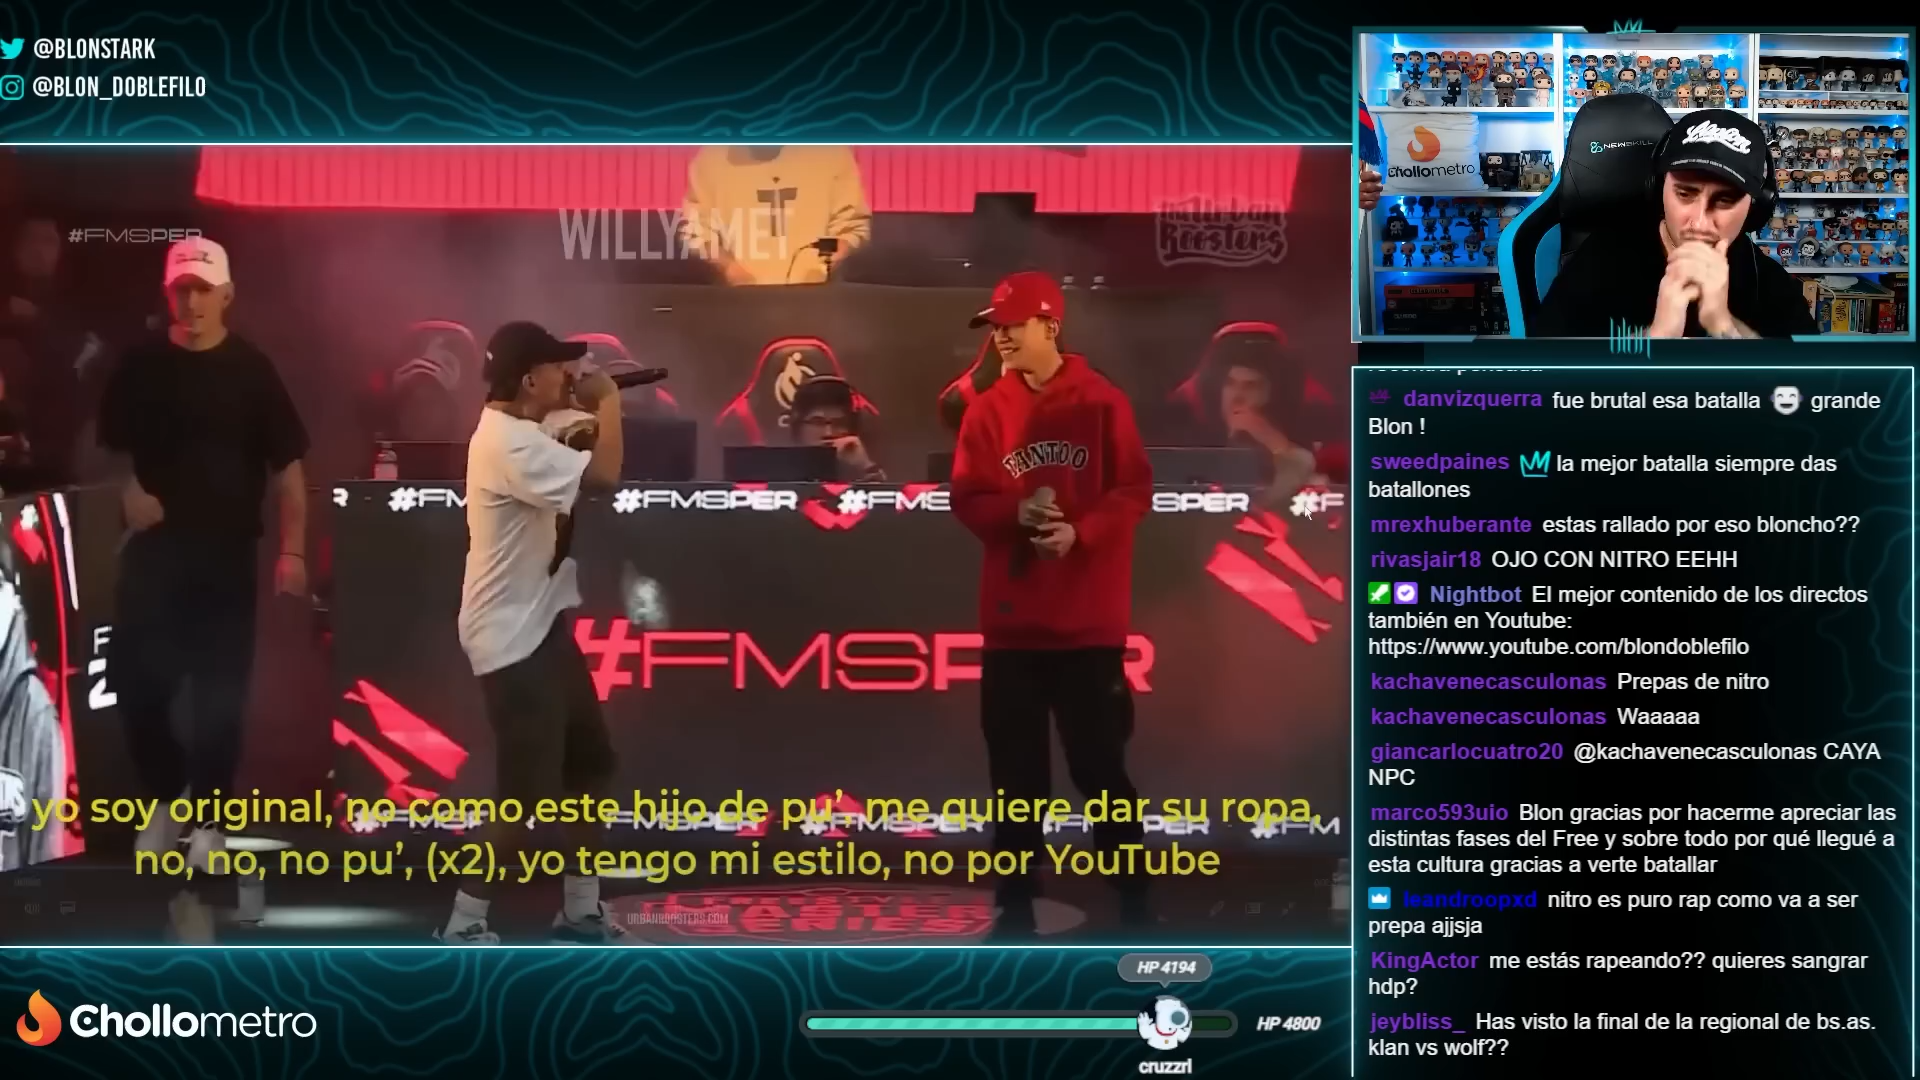 @BLONSTARK
@BLON_DOBLEFILO
#FMSPER
WILLYAMET
Urban
Roosters
T
NEWSKILL
Chollometro
FANTOO
#FMSPER
#FMSPER
yo soy original, no como este hijo de pu', me quiere dar su ropa,
no, no, no pu', (x2), yo tengo mi estilo, no por YouTube
URBANROOSTERS.COM
SERIES
Chollometro
HP 4194
HP 4800
cruzzrl
danvizquerra fue brutal esa batalla grande
Blon !
sweedpaines la mejor batalla siempre das
batallones
mrexhuberante estas rallado por eso bloncho??
rivasjair18 OJO CON NITRO EEHH
Nightbot El mejor contenido de los directos
también en Youtube:
https://www.youtube.com/blondoblefilo
kachavenecasculonas Prepas de nitro
kachavenecasculonas Waaaaa
giancarlocuatro20 @kachavenecasculonas CAYA
NPC
marco593uio Blon gracias por hacerme apreciar las
distintas fases del Free y sobre todo por qué llegué a
esta cultura gracias a verte batallar
leandroopxd nitro es puro rap como va a ser
prepa ajjsja
KingActor me estás rapeando?? quieres sangrar
hdp?
jeybliss_ Has visto la final de la regional de bs.as.
klan vs wolf??